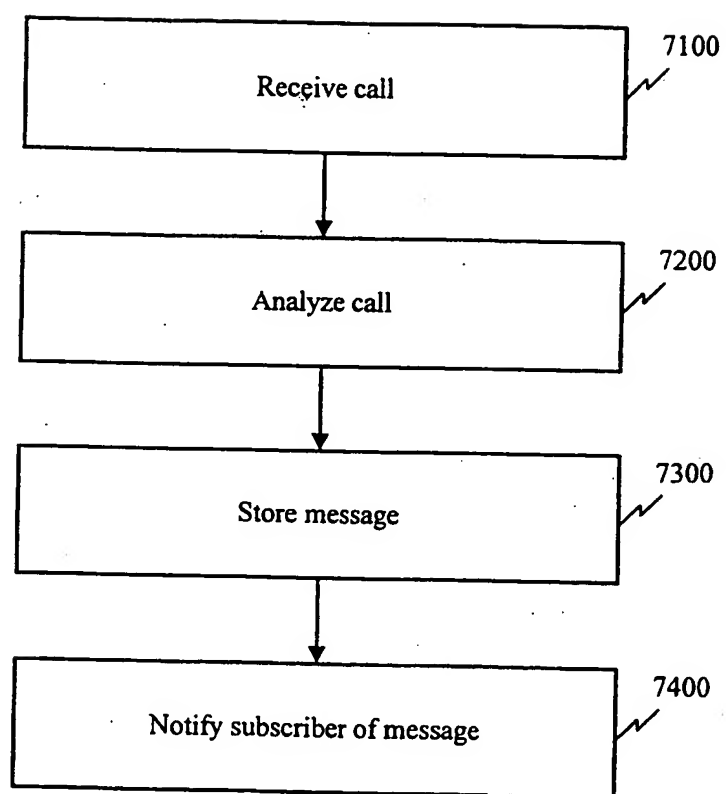 7100
Receive call
7200
Analyze call
7300
Store message
7400
Notify subscriber of message